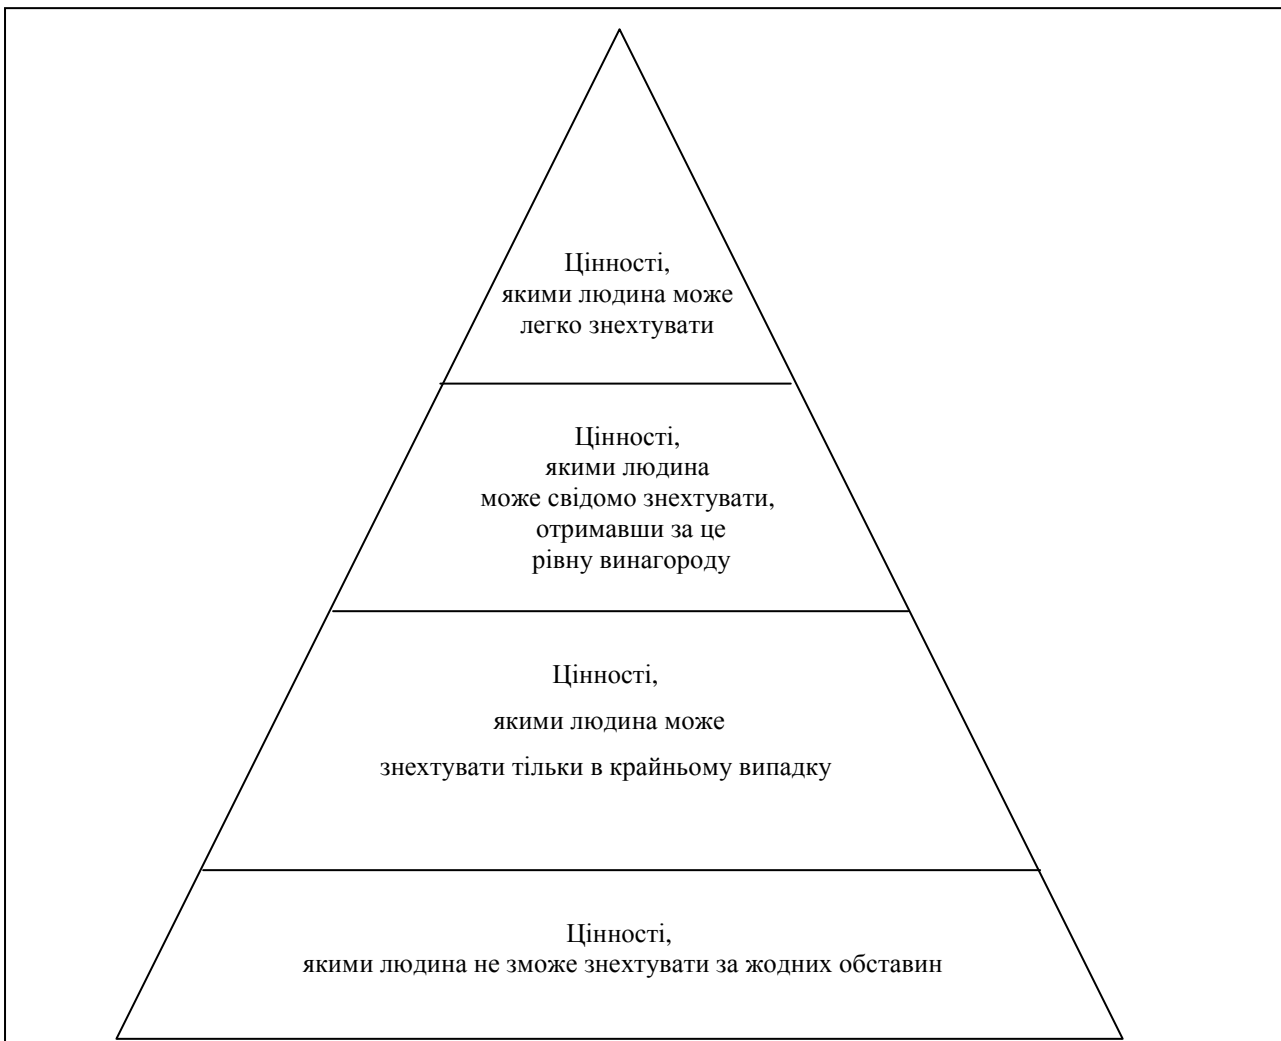 Цінності,
якими людина може
легко знехтувати
Цінності,
якими людина
може свідомо знехтувати,
отримавши за це
рівну винагороду
Цінності,
якими людина може
знехтувати тільки в крайньому випадку
Цінності,
якими людина не зможе знехтувати за жодних обставин